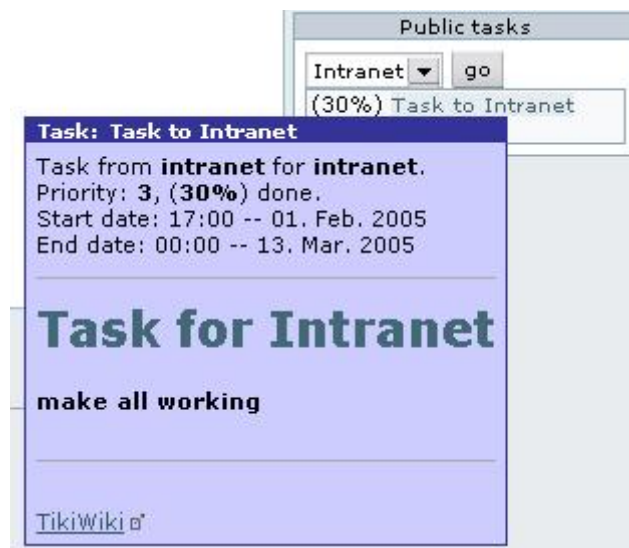 Public tasks
Intranet go
(30%) Task to Intranet
Task: Task to Intranet
Task from intranet for intranet.
Priority: 3, (30%) done.
Start date: 17:00 -- 01. Feb. 2005
End date: 00:00 -- 13. Mar. 2005
Task for Intranet
make all working
TikiWiki